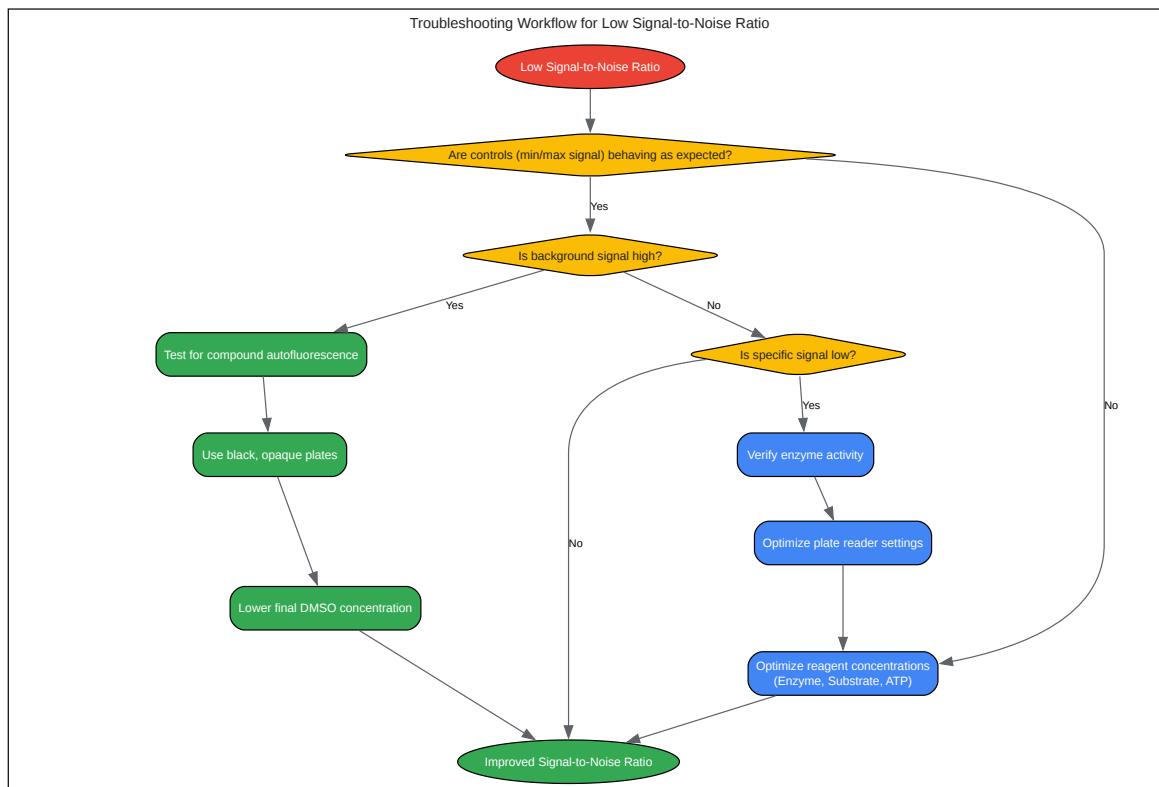 Troubleshooting Workflow for Low Signal-to-Noise Ratio
Low Signal-to-Noise Ratio
Are controls (min/max signal) behaving as expected?
Yes
Is background signal high?
Yes
No
Test for compound autofluorescence
Is specific signal low?
Yes
No
Use black, opaque plates
Verify enzyme activity
Optimize plate reader settings
No
Lower final DMSO concentration
Optimize reagent concentrations
(Enzyme, Substrate, ATP)
Improved Signal-to-Noise Ratio